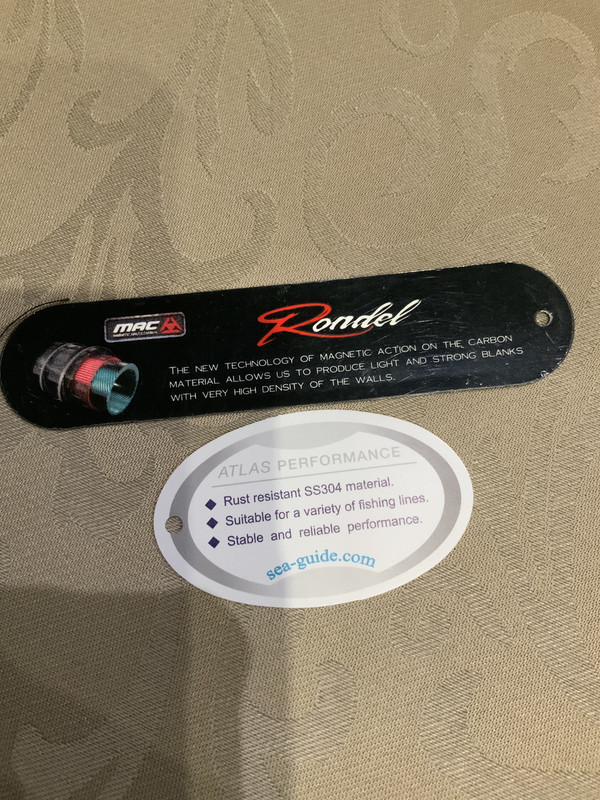 MAC
Rondel
THE NEW TECHNOLOGY OF MAGNETIC ACTION ON THE CARBON
MATERIAL ALLOWS US TO PRODUCE LIGHT AND STRONG BLANKS
WITH VERY HIGH DENSITY OF THE WALLS.
ATLAS PERFORMANCE
Rust resistant SS304 material.
Suitable for a variety of fishing lines.
Stable and reliable performance.
sea-guide.com